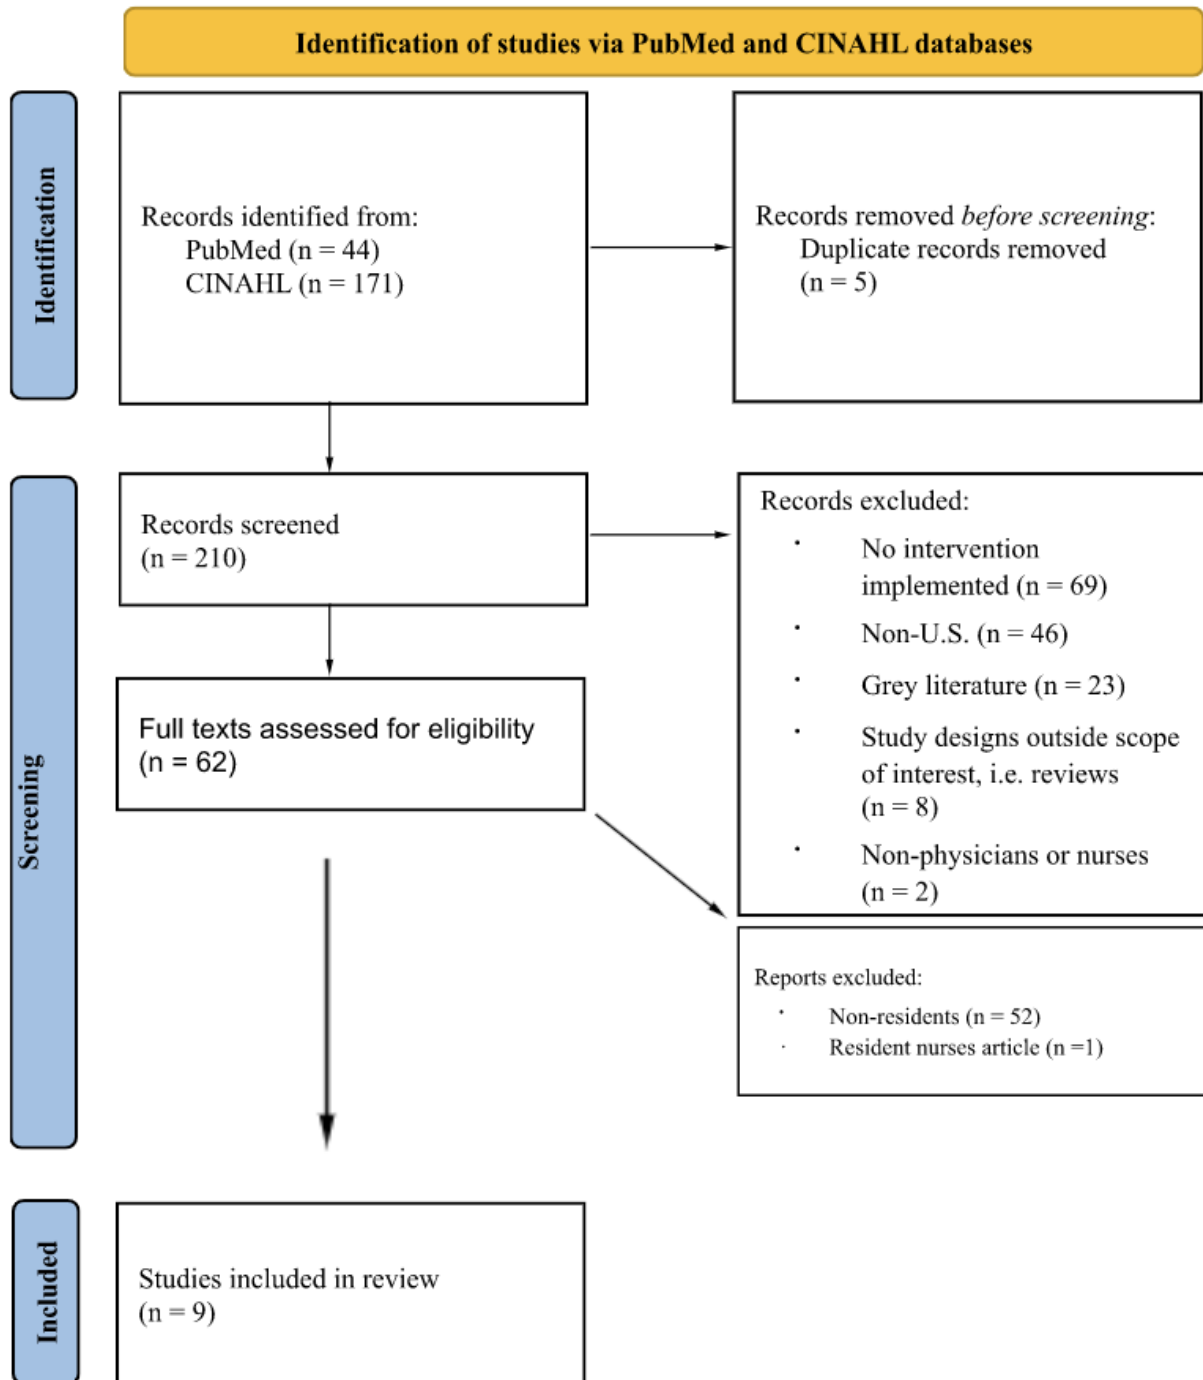 Identification of studies via PubMed and CINAHL databases
Identification
Records identified from:
PubMed (n = 44)
CINAHL (n = 171)
Records removed before screening:
Duplicate records removed
(n = 5)
Screening
Records screened
(n = 210)
Records excluded:
· No intervention
implemented (n = 69)
· Non-U.S. (n = 46)
· Grey literature (n = 23)
· Study designs outside scope
of interest, i.e. reviews
(n = 8)
· Non-physicians or nurses
(n = 2)
Full texts assessed for eligibility
(n = 62)
Reports excluded:
· Non-residents (n = 52)
· Resident nurses article (n =1)
Included
Studies included in review
(n = 9)